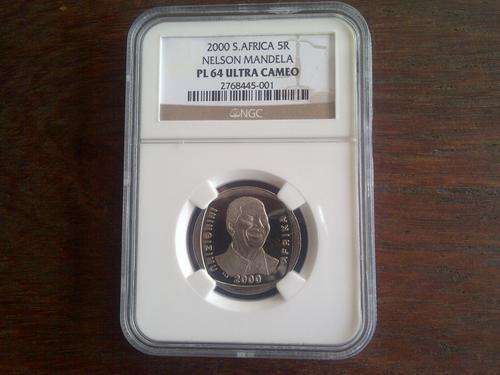 2000 S.AFRICA 5R
NELSON MANDELA
PL 64 ULTRA CAMEO
2768445-001
NGC
AFRIKA
2000